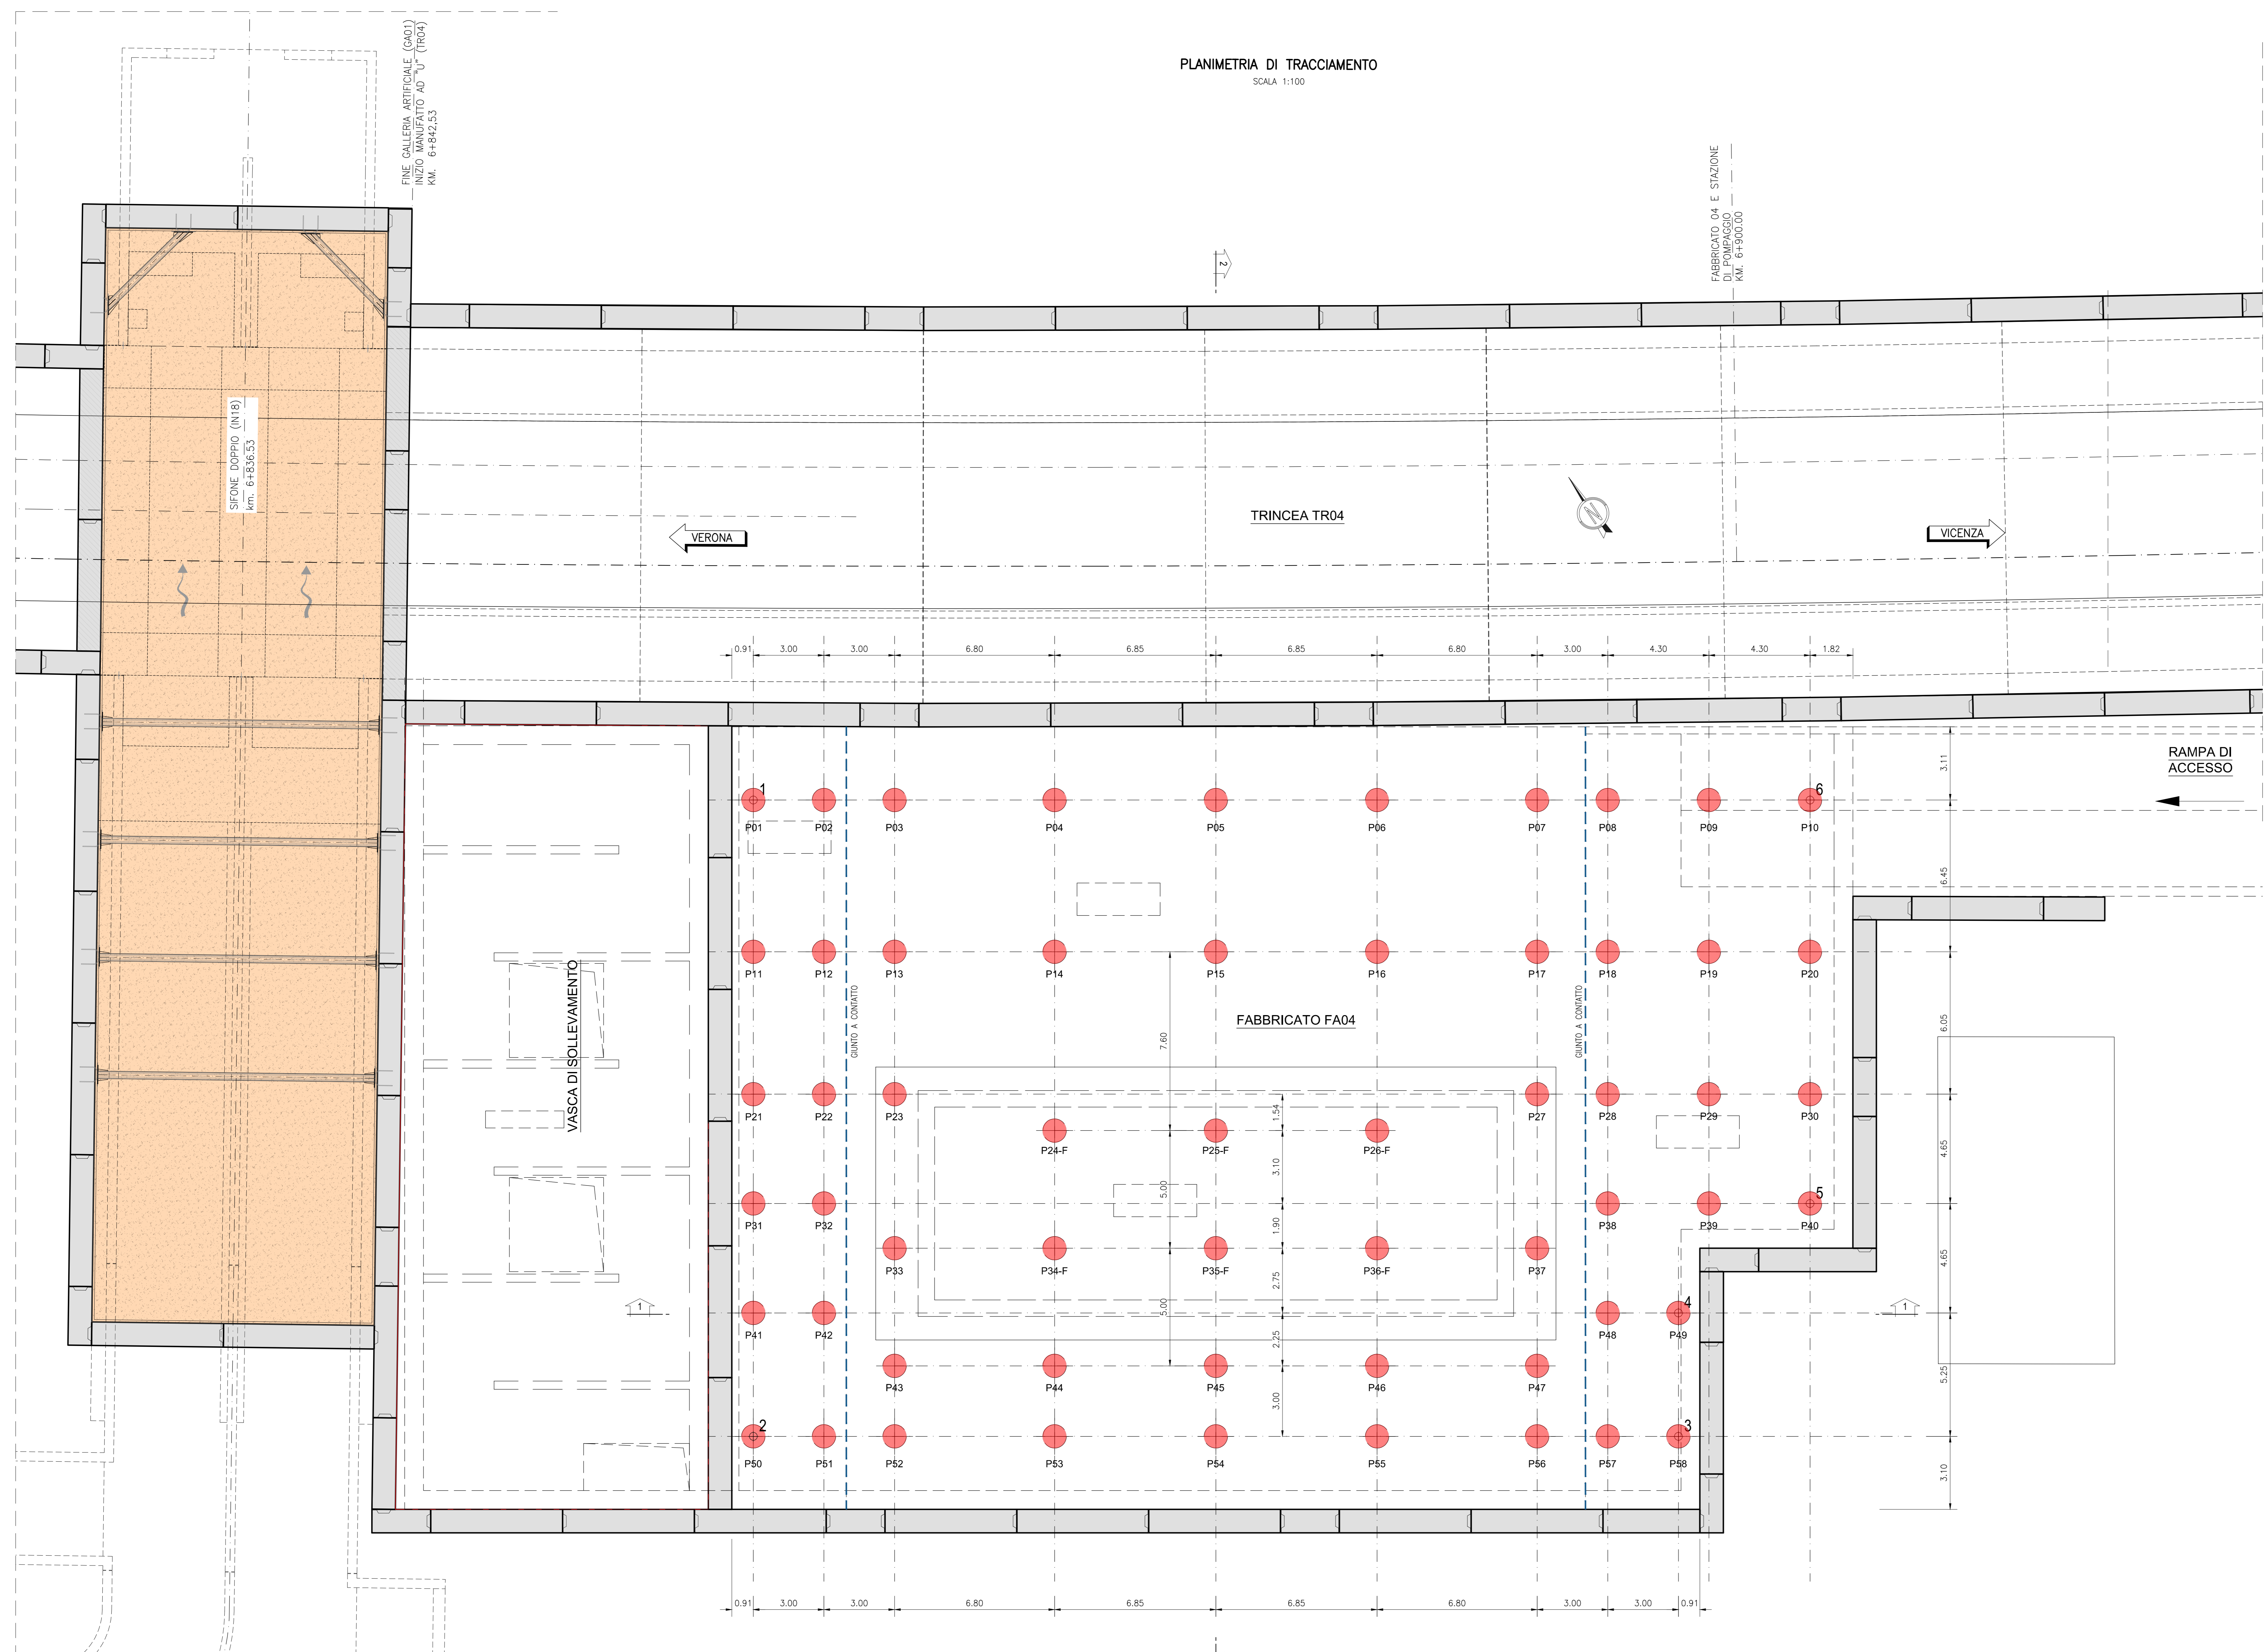 PLANIMETRIA DI TRACCIAMENTO
SCALA 1:100
FINE GALLERIA ARTIFICIALE (GA01)
INIZIO MANUFATTO AD "U" (TR04)
KM. 6+842,53
FABBRICATO 04 E STAZIONE
DI POMPAGGIO
KM. 6+900.00
2
SIFONE DOPPIO (IN18)
km. 6+836.53
TRINCEA TR04
N
VERONA
VICENZA
0.91 3.00 3.00 6.80 6.85 6.85 6.80 3.00 4.30 4.30 1.82
RAMPA DI
ACCESSO
3.11
1 6
P01 P02 P03 P04 P05 P06 P07 P08 P09 P10
6.45
P11 P12 P13 P14 P15 P16 P17 P18 P19 P20
VASCA DI SOLLEVAMENTO
GIUNTO A CONTATTO
FABBRICATO FA04
GIUNTO A CONTATTO
7.60
6.05
P21 P22 P23 P27 P28 P29 P30
1.54
P24-F P25-F P26-F
3.10
5.00
4.65
5
P31 P32 P38 P39 P40
1.90
P33 P34-F P35-F P36-F P37
2.75
4.65
5.00
1 1
4
P41 P42 P48 P49
2.25
P43 P44 P45 P46 P47
5.25
3.00
2 3
P50 P51 P52 P53 P54 P55 P56 P57 P58
3.10
0.91 3.00 3.00 6.80 6.85 6.85 6.80 3.00 3.00 0.91